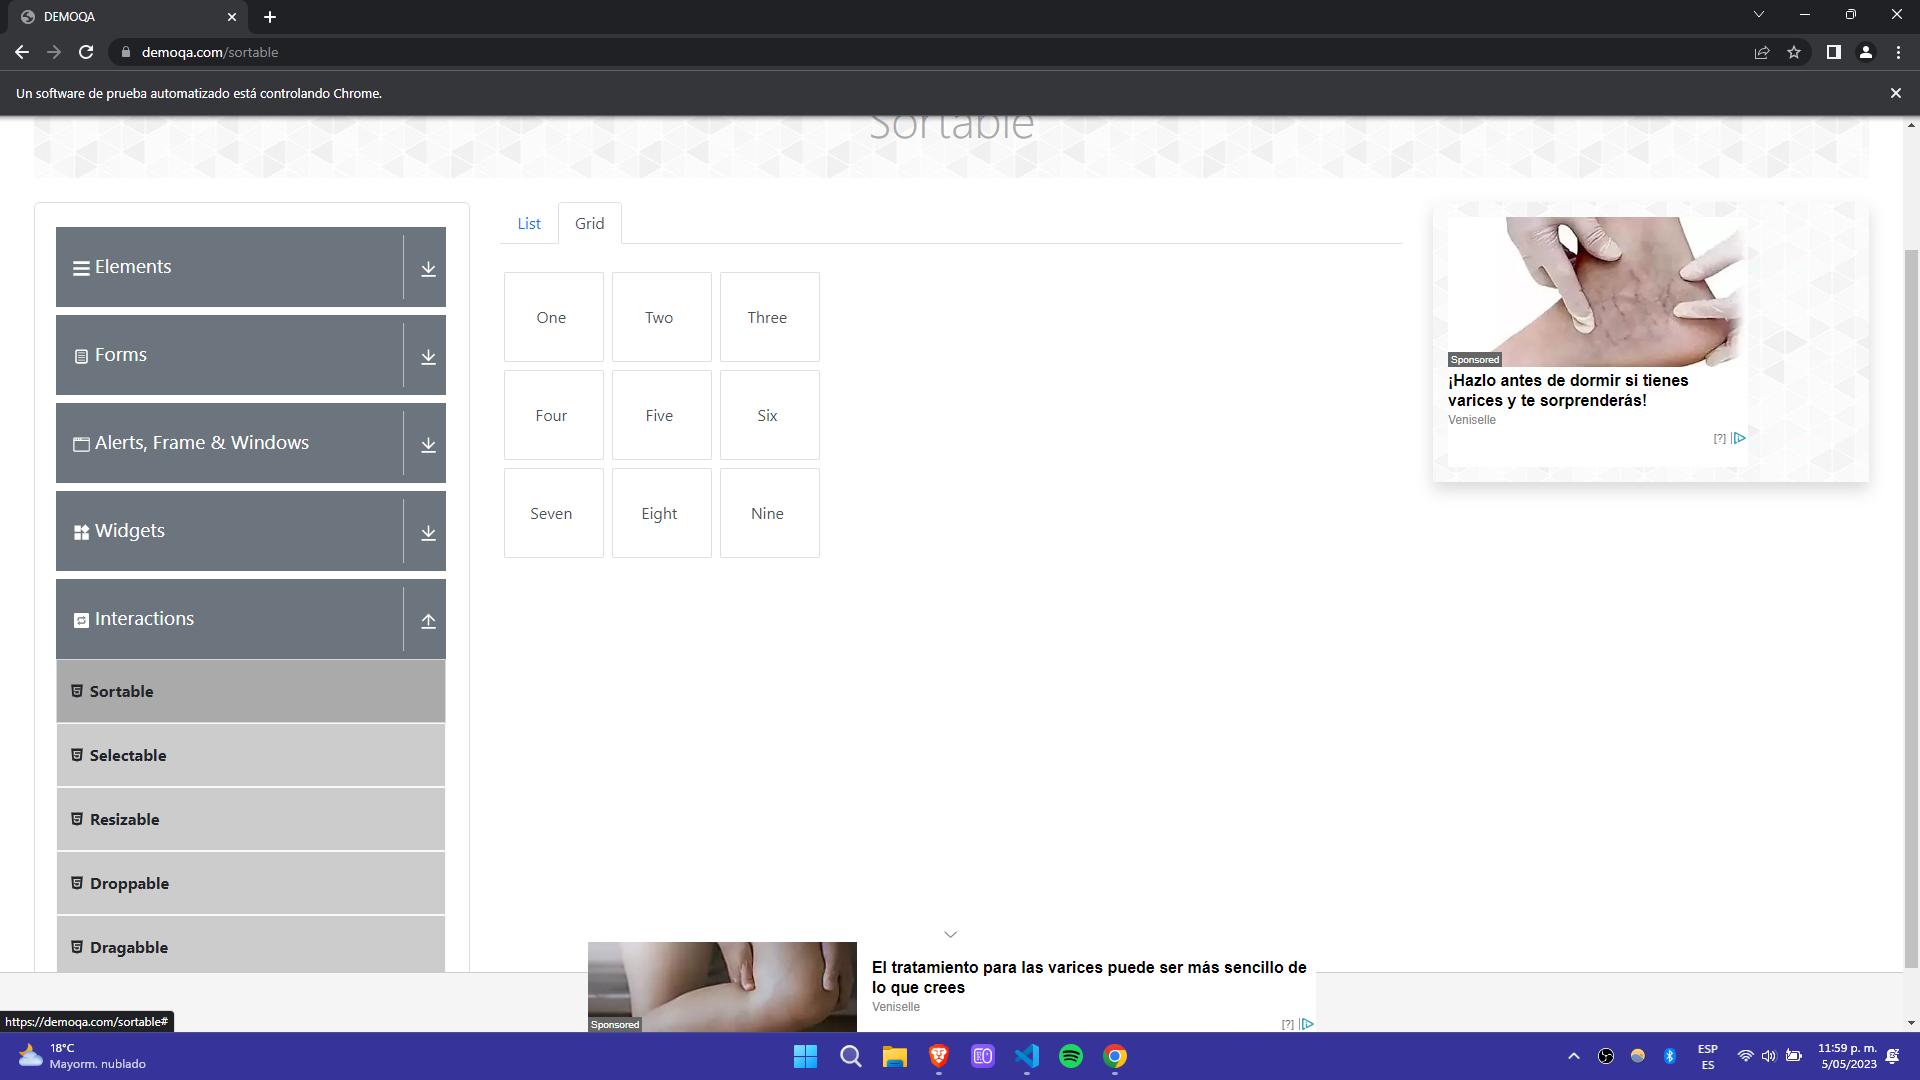 DEMOQA
demoqa.com/sortable
Un software de prueba automatizado está controlando Chrome.
Sortable
Elements
Forms
Alerts, Frame & Windows
Widgets
Interactions
Sortable
Selectable
Resizable
Droppable
Dragabble
List
Grid
One
Two
Three
Four
Five
Six
Seven
Eight
Nine
Sponsored
¡Hazlo antes de dormir si tienes
varices y te sorprenderás!
Veniselle
[?]
El tratamiento para las varices puede ser más sencillo de
lo que crees
Veniselle
Sponsored
[?]
https://demoqa.com/sortable#
18°C
Mayorm. nublado
ESP
ES
11:59 p. m.
5/05/2023